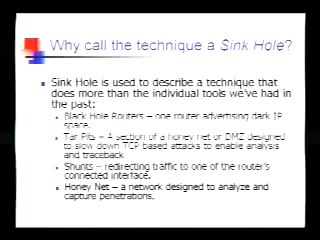 Why call the technique a Sink Hole?
Sink Hole is used to describe a technique that
does more than the individual tools we've had in
the past:
Black Hole Routers – one router advertising dark IP
space.
Tar Pits – A section of a honey net or DMZ designed
to slow down TCP based attacks to enable analysis
and traceback
Shunts – redirecting traffic to one of the router's
connected interface.
Honey Net – a network designed to analyze and
capture penetrations.